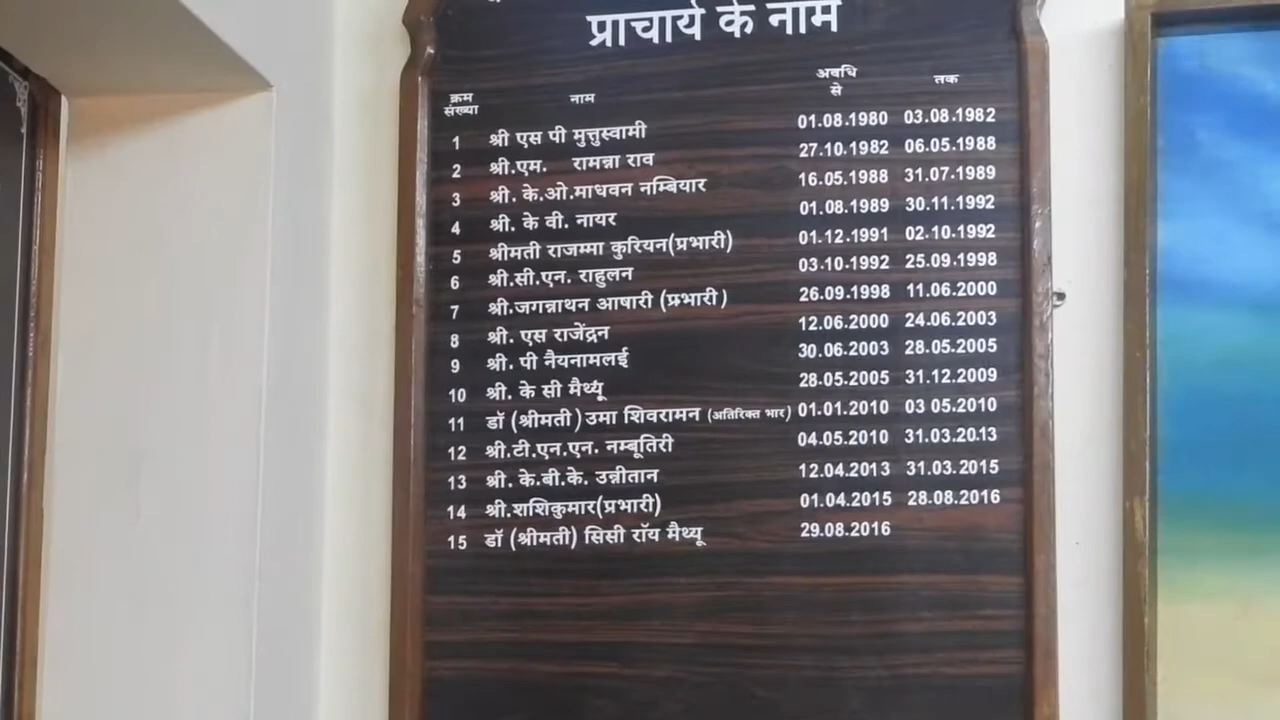 प्राचार्य के नाम
क्रम संख्या नाम अवधि से तक
1 श्री एस पी मुत्तुस्वामी 01.08.1980 03.08.1982
2 श्री.एम. रामन्ना राव 27.10.1982 06.05.1988
3 श्री. के.ओ.माधवन नम्बियार 16.05.1988 31.07.1989
4 श्री. के वी. नायर 01.08.1989 30.11.1992
5 श्रीमती राजम्मा कुरियन(प्रभारी) 01.12.1991 02.10.1992
6 श्री.सी.एन. राहुलन 03.10.1992 25.09.1998
7 श्री.जगन्नाथन आषारी (प्रभारी) 26.09.1998 11.06.2000
8 श्री. एस राजेंद्रन 12.06.2000 24.06.2003
9 श्री. पी नैयनामलई 30.06.2003 28.05.2005
10 श्री. के सी मैथ्यू 28.05.2005 31.12.2009
11 डॉ (श्रीमती) उमा शिवरामन (अतिरिक्त भार) 01.01.2010 03 05.2010
12 श्री.टी.एन.एन. नम्बूतिरी 04.05.2010 31.03.2013
13 श्री. के.बी.के. उन्नीतान 12.04.2013 31.03.2015
14 श्री.शशिकुमार(प्रभारी) 01.04.2015 28.08.2016
15 डॉ (श्रीमती) सिसी रॉय मैथ्यू 29.08.2016